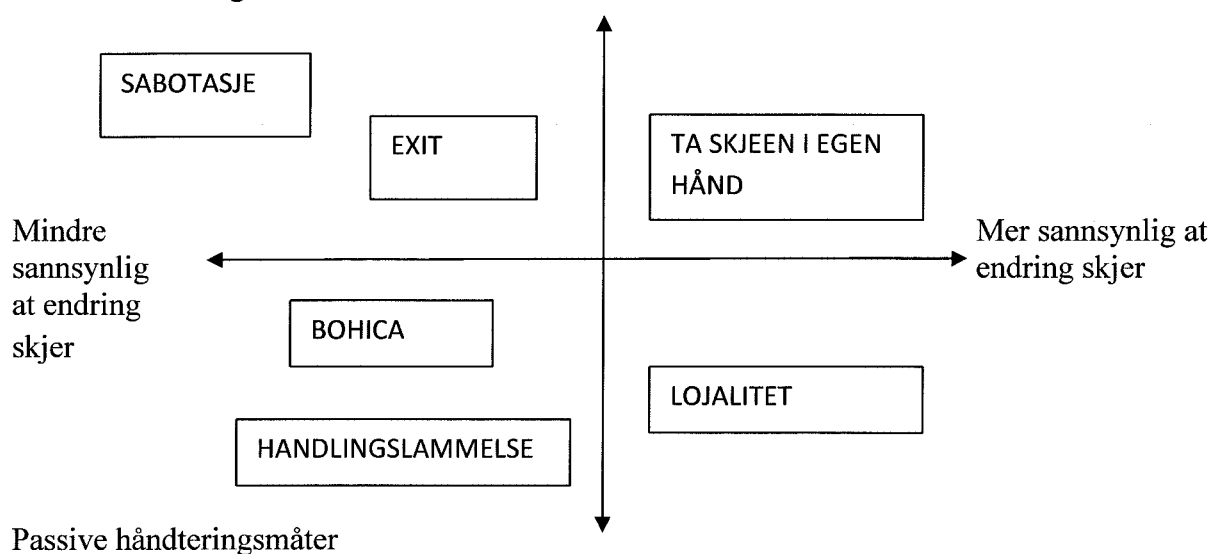 SABOTASJE
EXIT
TA SKJEEN I EGEN
HÅND
Mindre
sannsynlig
at endring
skjer
Mer sannsynlig at
endring skjer
BOHICA
LOJALITET
HANDLINGSLAMMELSE
Passive håndteringsmåter